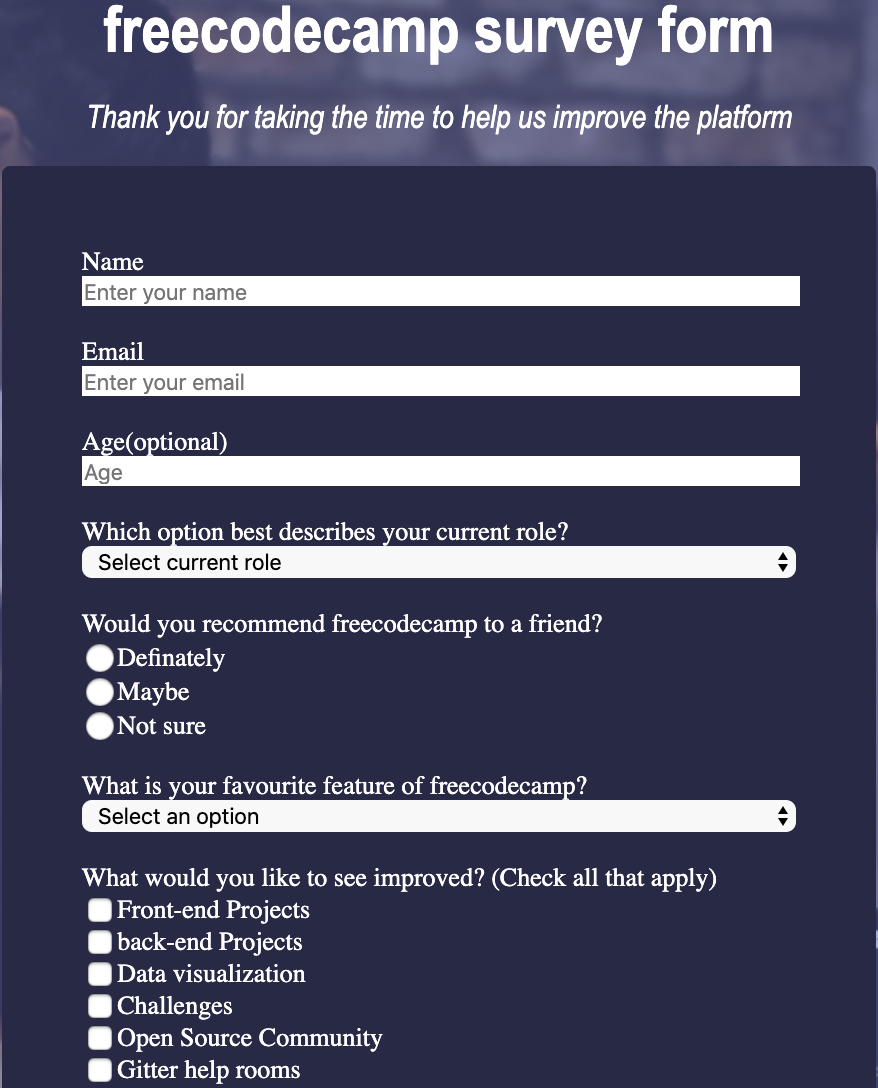 freecodecamp survey form
Thank you for taking the time to help us improve the platform
Name
Enter your name
Email
Enter your email
Age(optional)
Age
Which option best describes your current role?
Select current role
Would you recommend freecodecamp to a friend?
Definately
Maybe
Not sure
What is your favourite feature of freecodecamp?
Select an option
What would you like to see improved? (Check all that apply)
Front-end Projects
back-end Projects
Data visualization
Challenges
Open Source Community
Gitter help rooms